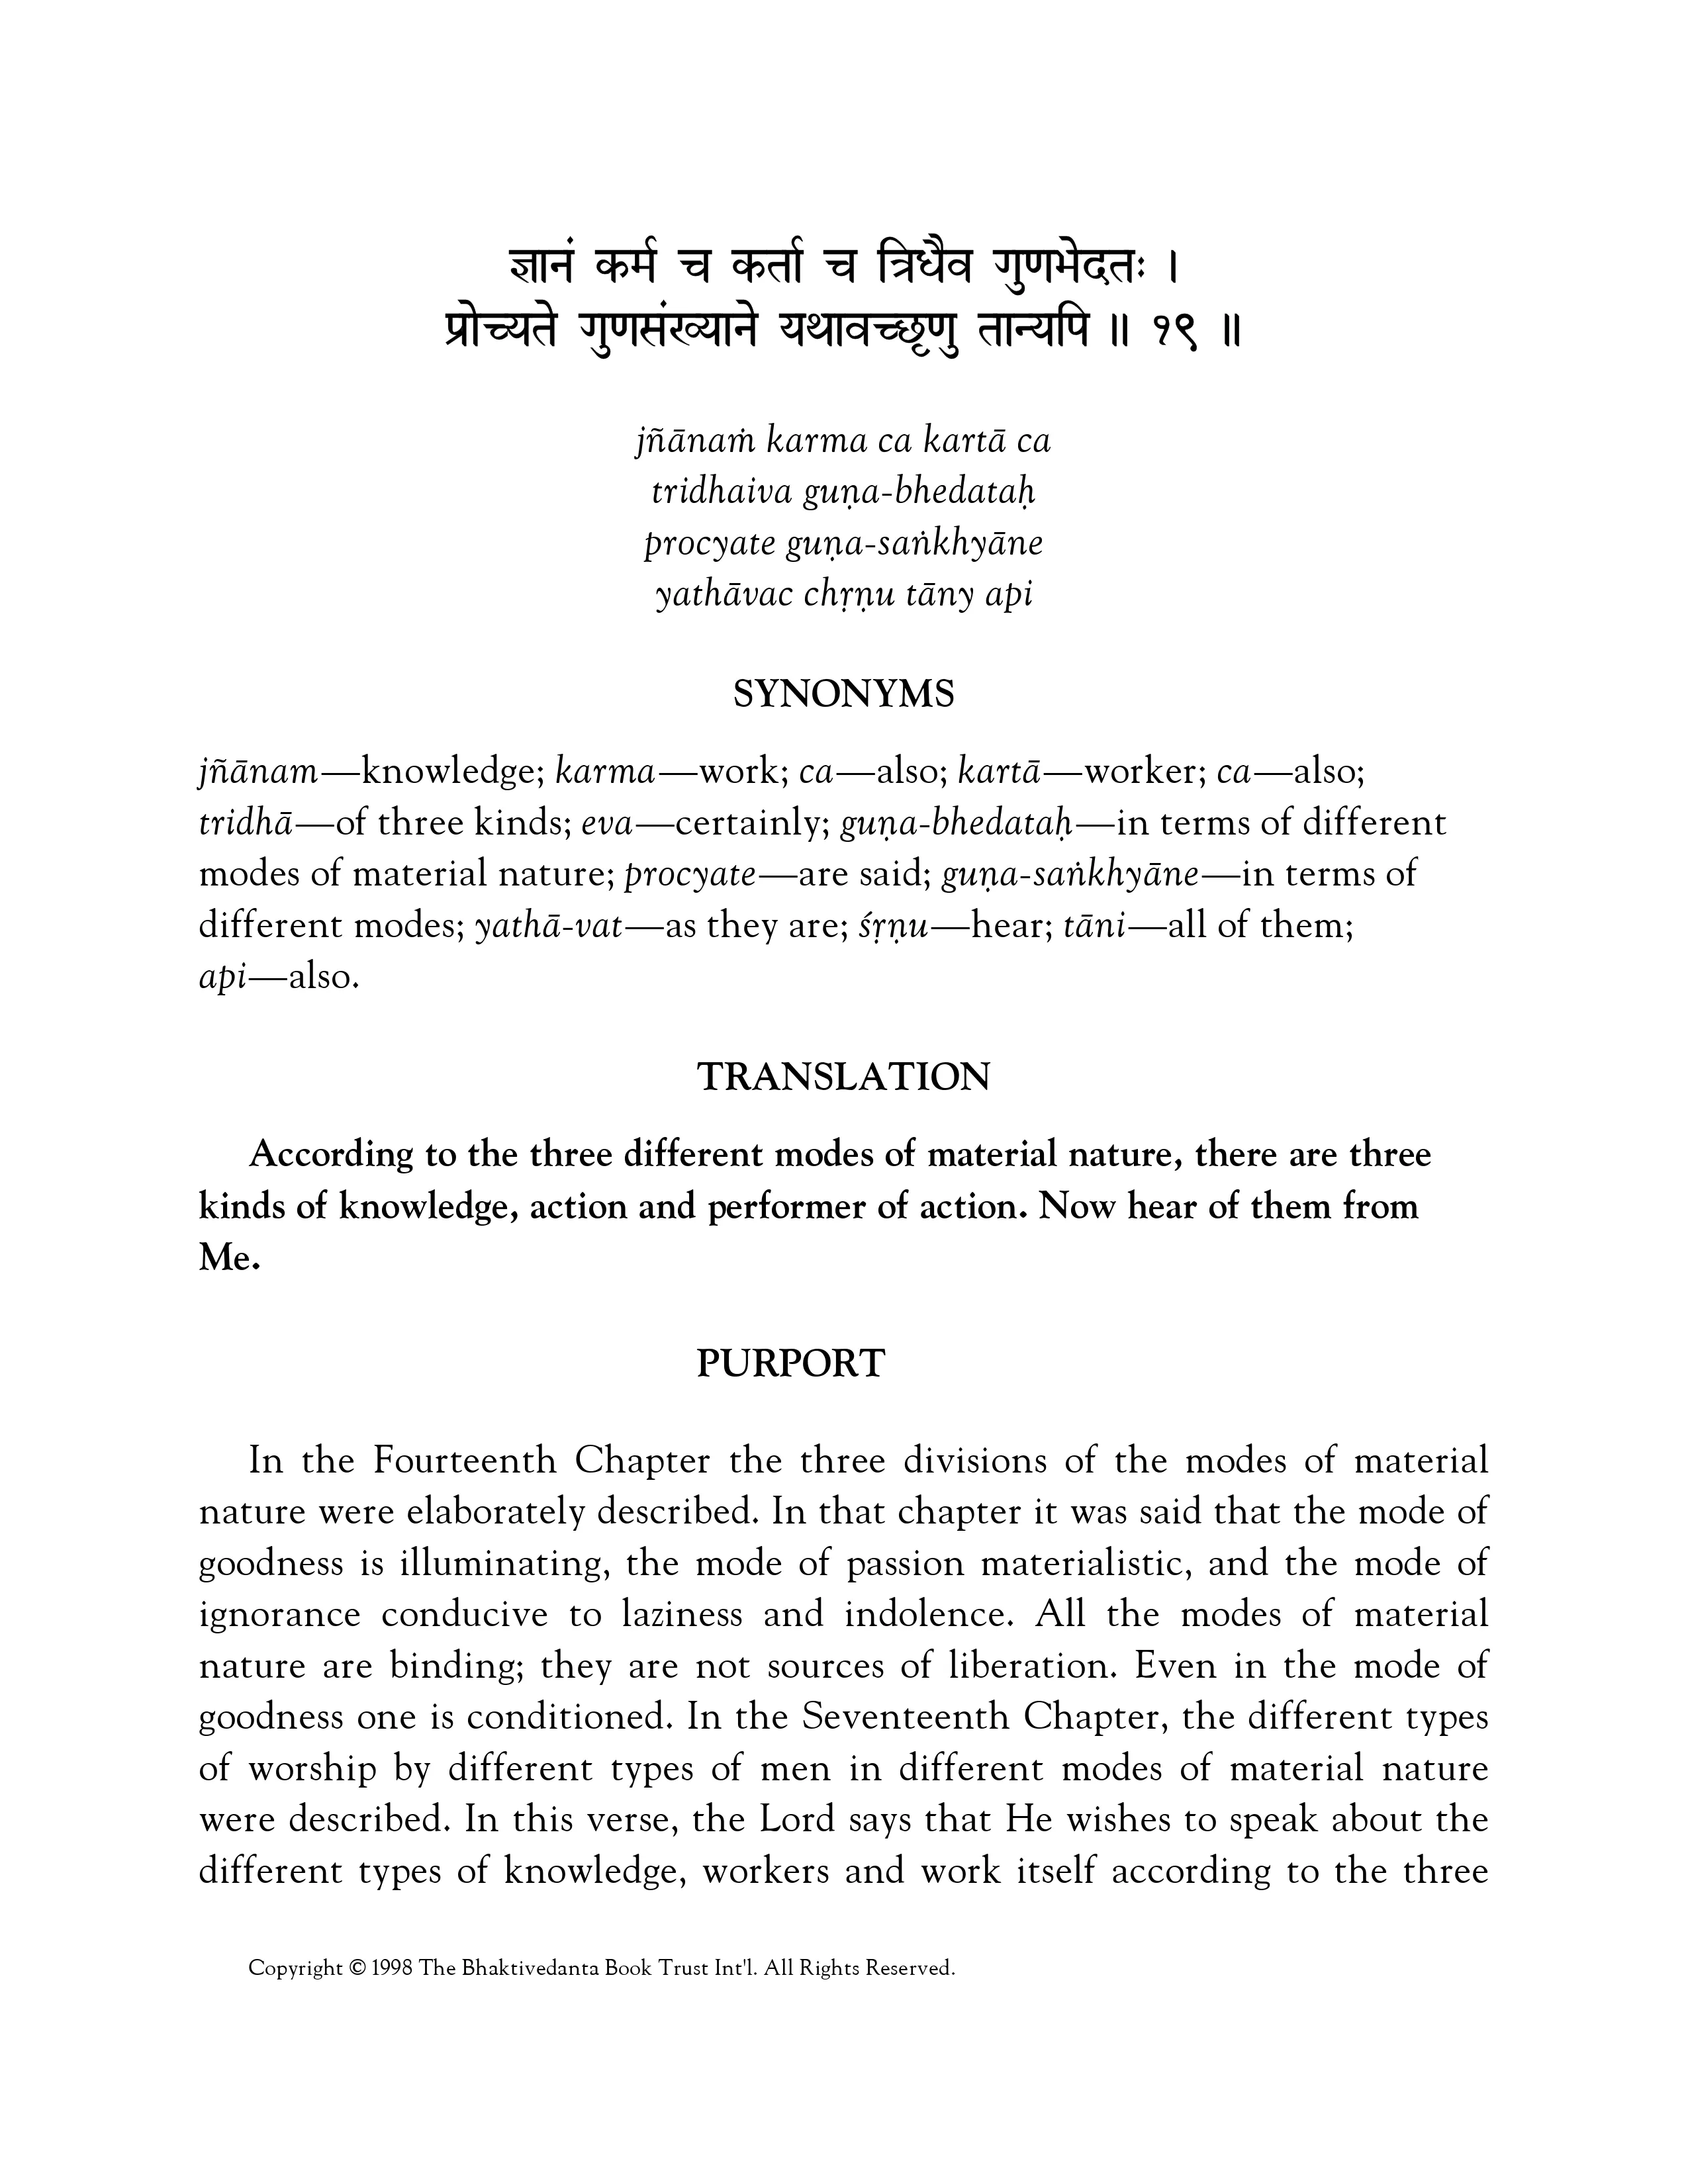 ज्ञानं कर्म च कर्ता च त्रिधैव गुणभेदतः ।
प्रोच्यते गुणसंख्याने यथावच्छृणु तान्यपि ॥ १९ ॥
jñānaṁ karma ca kartā ca
tridhaiva guṇa-bhedataḥ
procyate guṇa-saṅkhyāne
yathāvac chṛṇu tāny api
SYNONYMS
jñānam—knowledge; karma—work; ca—also; kartā—worker; ca—also;
tridhā—of three kinds; eva—certainly; guṇa-bhedataḥ—in terms of different
modes of material nature; procyate—are said; guṇa-saṅkhyāne—in terms of
different modes; yathā-vat—as they are; śṛṇu—hear; tāni—all of them;
api—also.
TRANSLATION
According to the three different modes of material nature, there are three
kinds of knowledge, action and performer of action. Now hear of them from
Me.
PURPORT
In the Fourteenth Chapter the three divisions of the modes of material
nature were elaborately described. In that chapter it was said that the mode of
goodness is illuminating, the mode of passion materialistic, and the mode of
ignorance conducive to laziness and indolence. All the modes of material
nature are binding; they are not sources of liberation. Even in the mode of
goodness one is conditioned. In the Seventeenth Chapter, the different types
of worship by different types of men in different modes of material nature
were described. In this verse, the Lord says that He wishes to speak about the
different types of knowledge, workers and work itself according to the three
Copyright © 1998 The Bhaktivedanta Book Trust Int'l. All Rights Reserved.